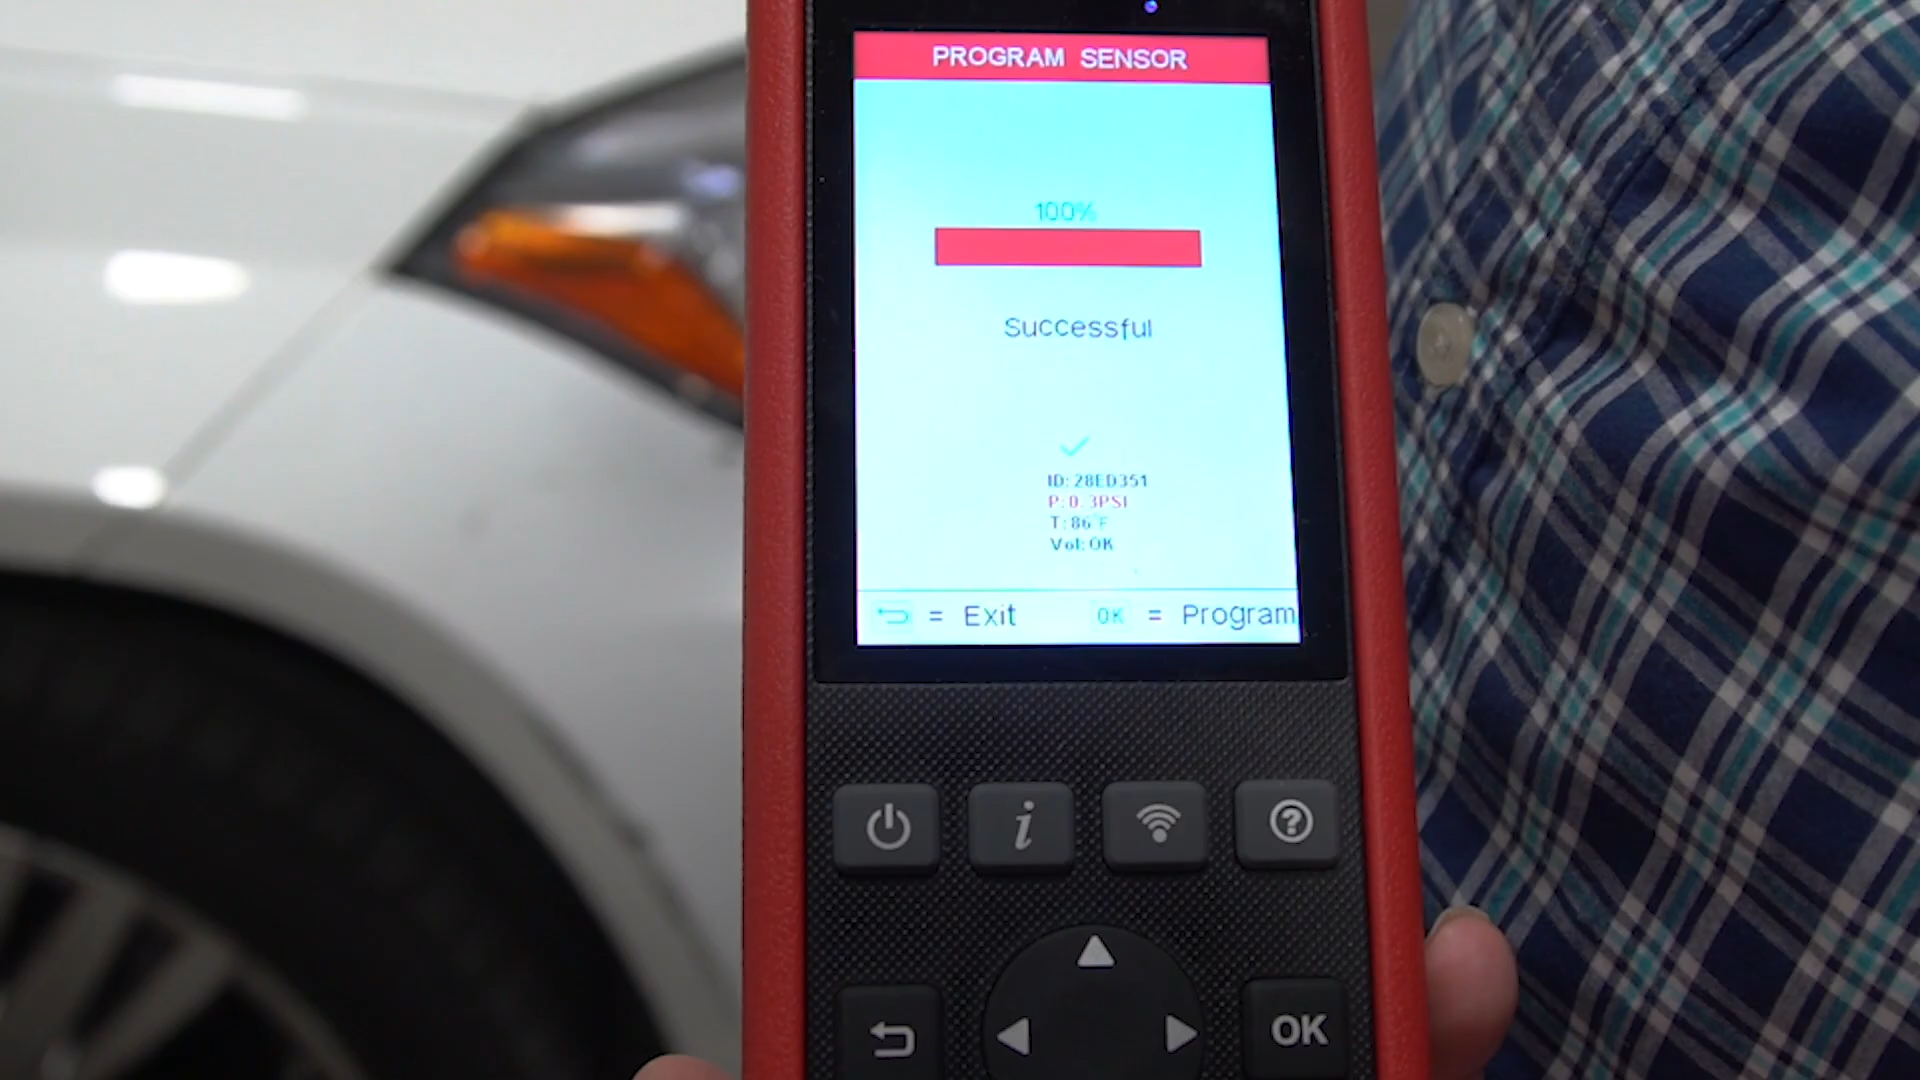 PROGRAM SENSOR
100%
Successful
ID:28ED351
P:0.3PSI
T:86°F
Vol:OK
= Exit OK = Program
i
?
OK